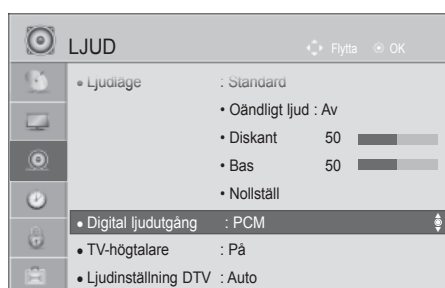 LJUD Flytta OK
• Ljudläge : Standard
• Oändligt ljud : Av
• Diskant 50
• Bas 50
• Nollställ
• Digital ljudutgång : PCM
• TV-högtalare : På
• Ljudinställning DTV : Auto